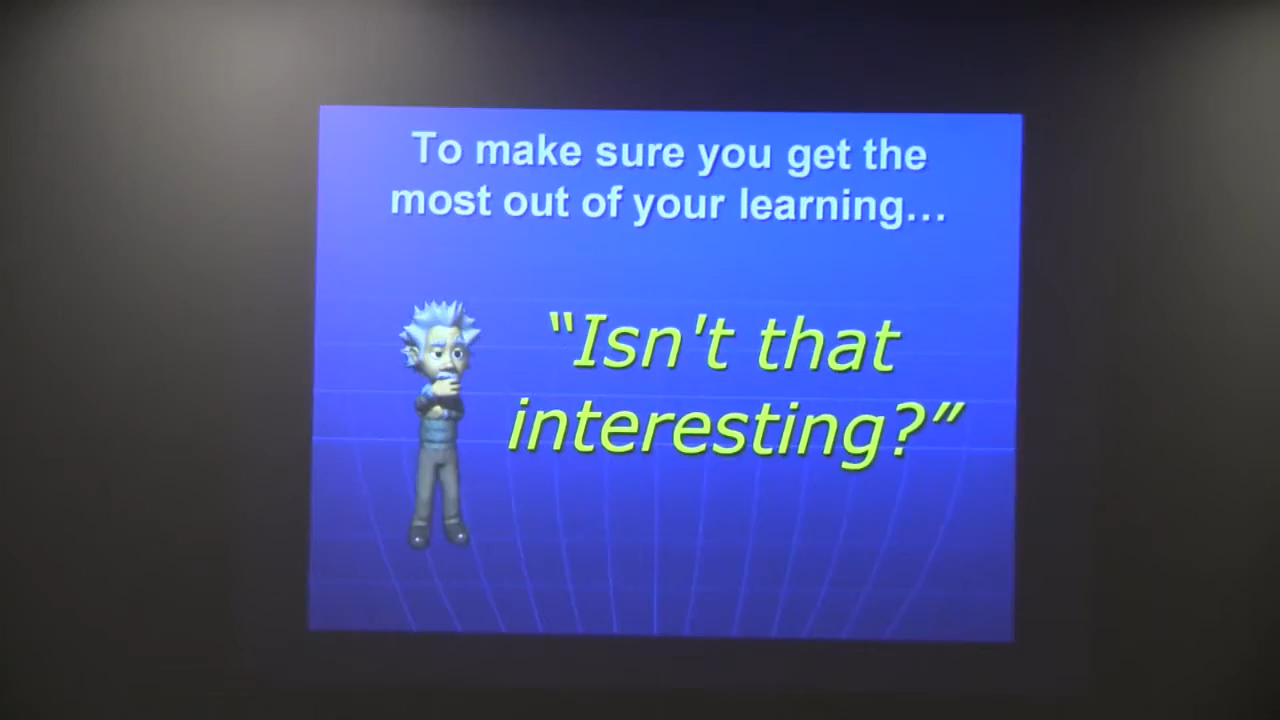 To make sure you get the
most out of your learning...
“Isn't that
interesting?”